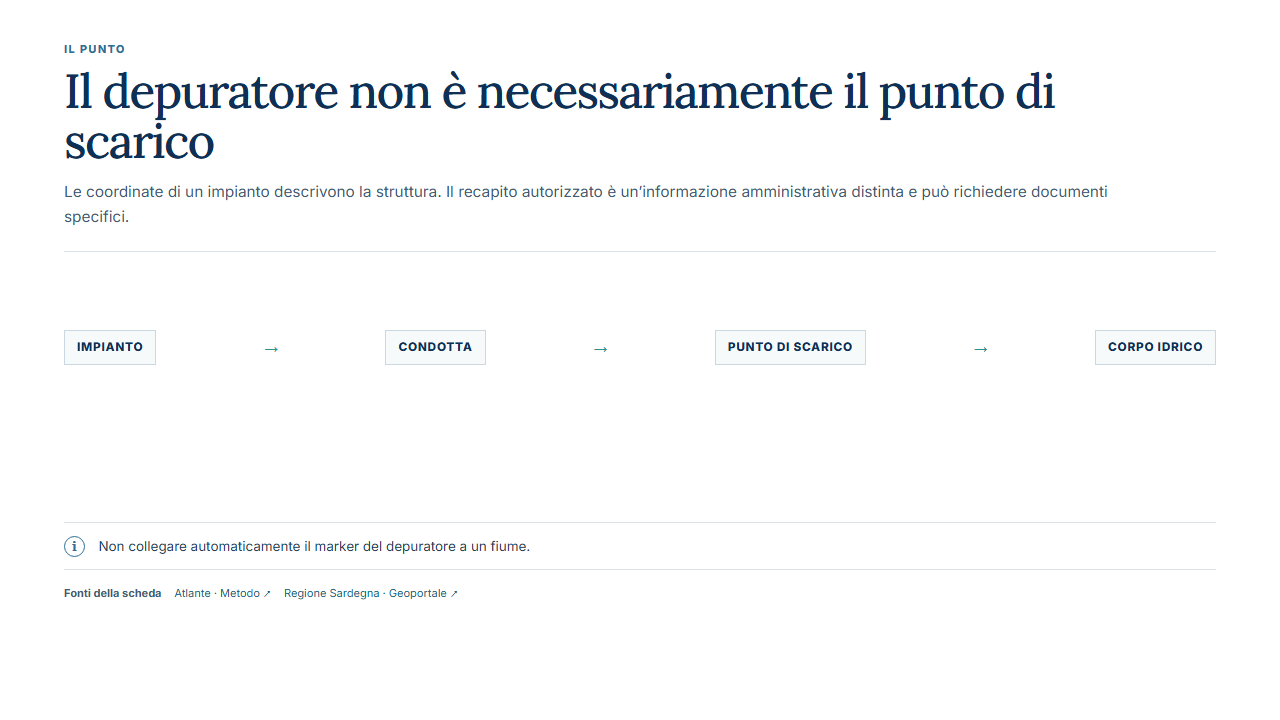 IL PUNTO
Il depuratore non è necessariamente il punto di
scarico
Le coordinate di un impianto descrivono la struttura. Il recapito autorizzato è un’informazione amministrativa distinta e può richiedere documenti
specifici.
IMPIANTO → CONDOTTA → PUNTO DI SCARICO → CORPO IDRICO
i Non collegare automaticamente il marker del depuratore a un fiume.
Fonti della scheda Atlante · Metodo ↗ Regione Sardegna · Geoportale ↗